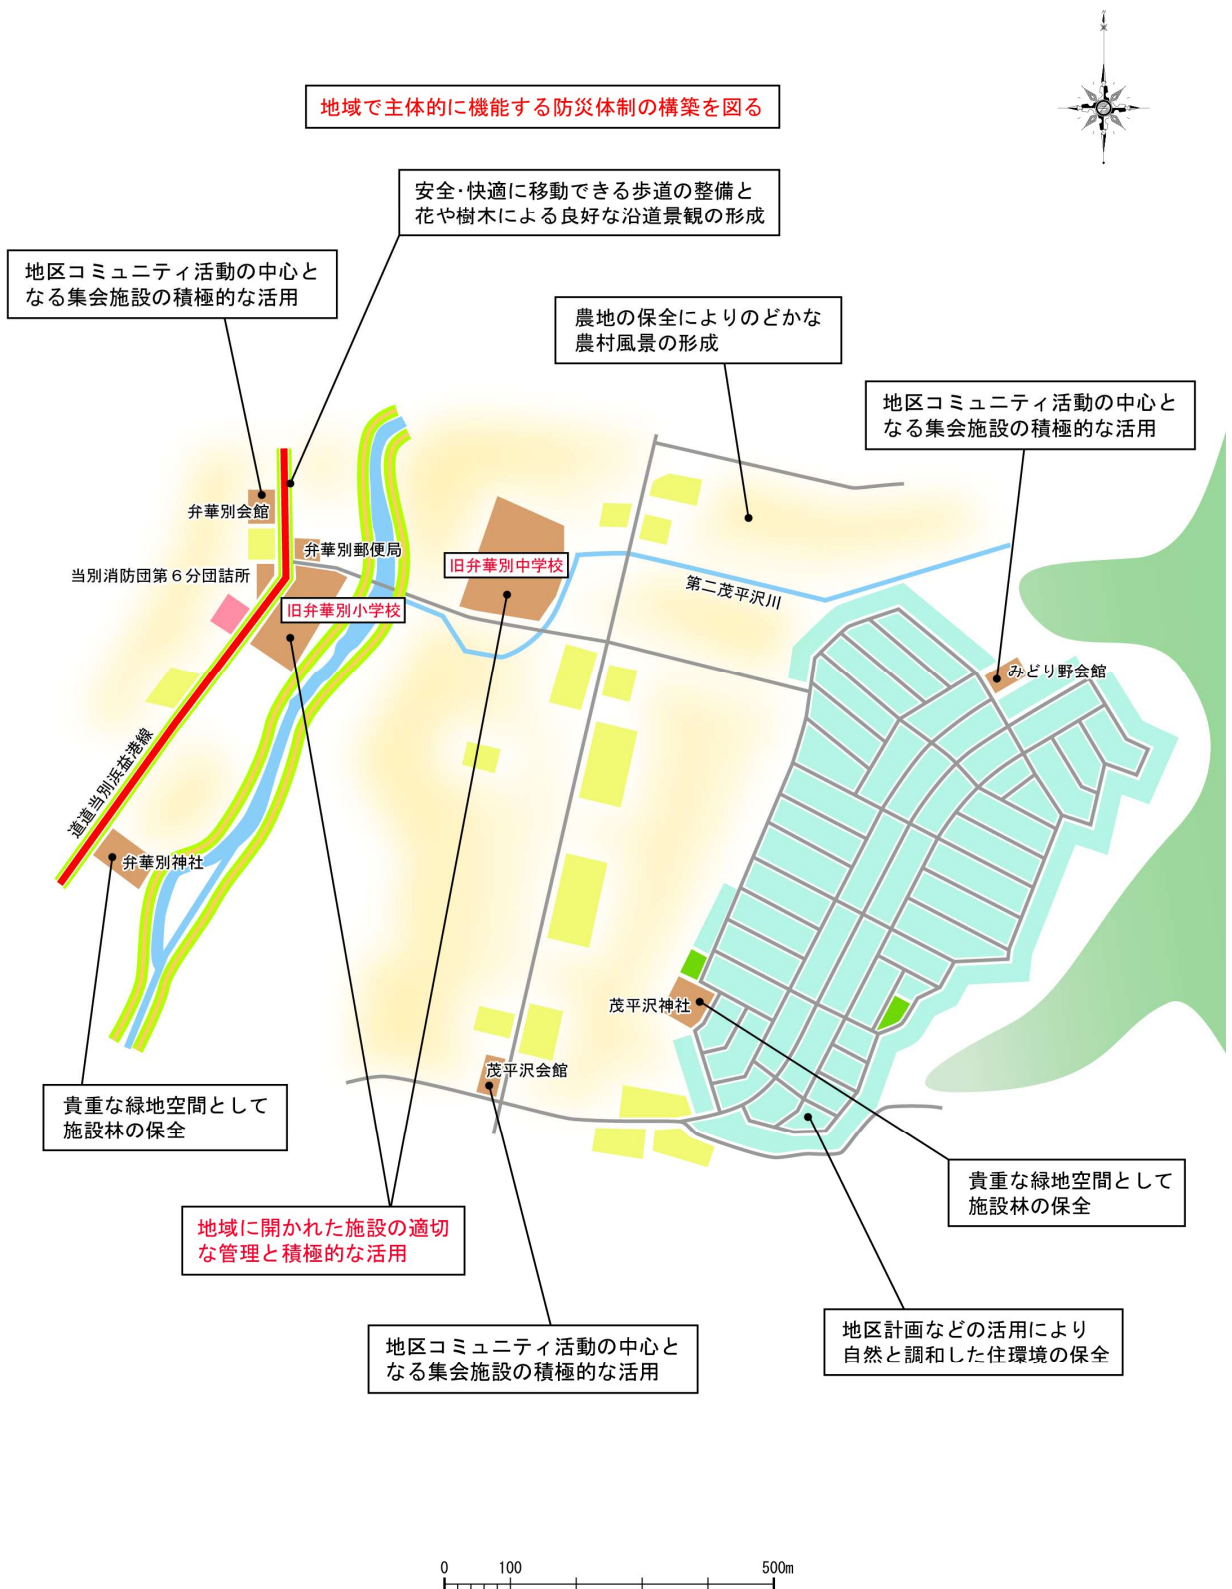 地域で主体的に機能する防災体制の構築を図る
安全・快適に移動できる歩道の整備と
花や樹木による良好な沿道景観の形成
地区コミュニティ活動の中心と
なる集会施設の積極的な活用
農地の保全によりのどかな
農村風景の形成
地区コミュニティ活動の中心と
なる集会施設の積極的な活用
弁華別会館
弁華別郵便局
旧弁華別中学校
当別消防団第6分団詰所
第二茂平沢川
旧弁華別小学校
みどり野会館
道道当別浜益港線
弁華別神社
茂平沢神社
茂平沢会館
貴重な緑地空間として
施設林の保全
貴重な緑地空間として
施設林の保全
地域に開かれた施設の適切
な管理と積極的な活用
地区コミュニティ活動の中心と
なる集会施設の積極的な活用
地区計画などの活用により
自然と調和した住環境の保全
0 100 500m